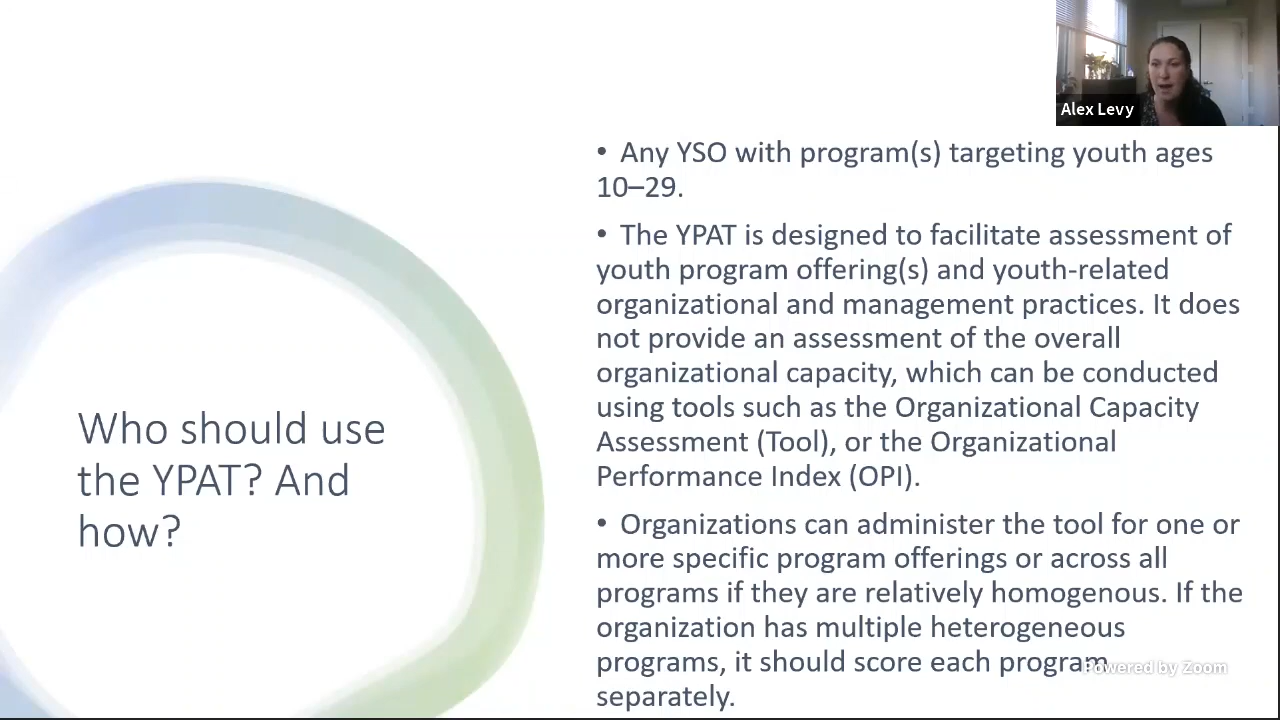 Alex Levy
• Any YSO with program(s) targeting youth ages
10–29.
• The YPAT is designed to facilitate assessment of
youth program offering(s) and youth-related
organizational and management practices. It does
not provide an assessment of the overall
organizational capacity, which can be conducted
using tools such as the Organizational Capacity
Assessment (Tool), or the Organizational
Performance Index (OPI).
• Organizations can administer the tool for one or
more specific program offerings or across all
programs if they are relatively homogenous. If the
organization has multiple heterogeneous
programs, it should score each program
separately.
Who should use
the YPAT? And
how?
Powered by Zoom